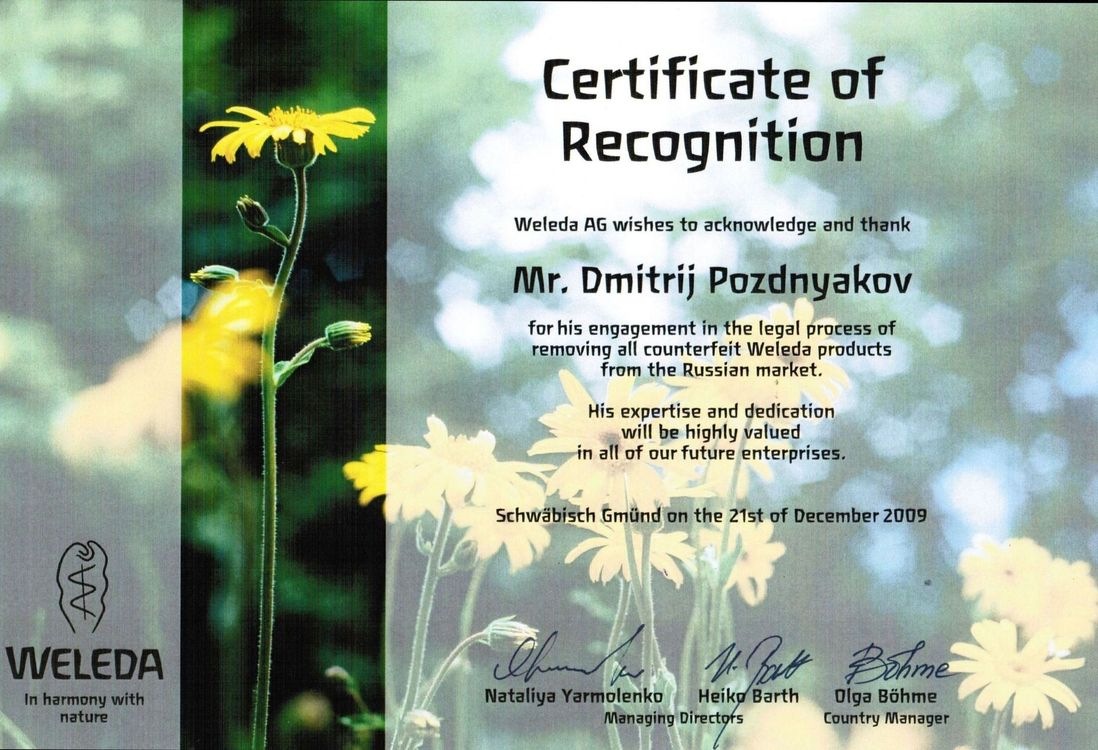 Certificate of
Recognition
Weleda AG wishes to acknowledge and thank
Mr. Dmitrij Pozdnyakov
for his engagement in the legal process of
removing all counterfeit Weleda products
from the Russian market.
His expertise and dedication
will be highly valued
in all of our future enterprises.
Schwäbisch Gmünd on the 21st of December 2009
H. Barth
Böhme
Nataliya Yarmolenko Heiko Barth Olga Böhme
Managing Directors Country Manager
WELEDA
In harmony with
nature